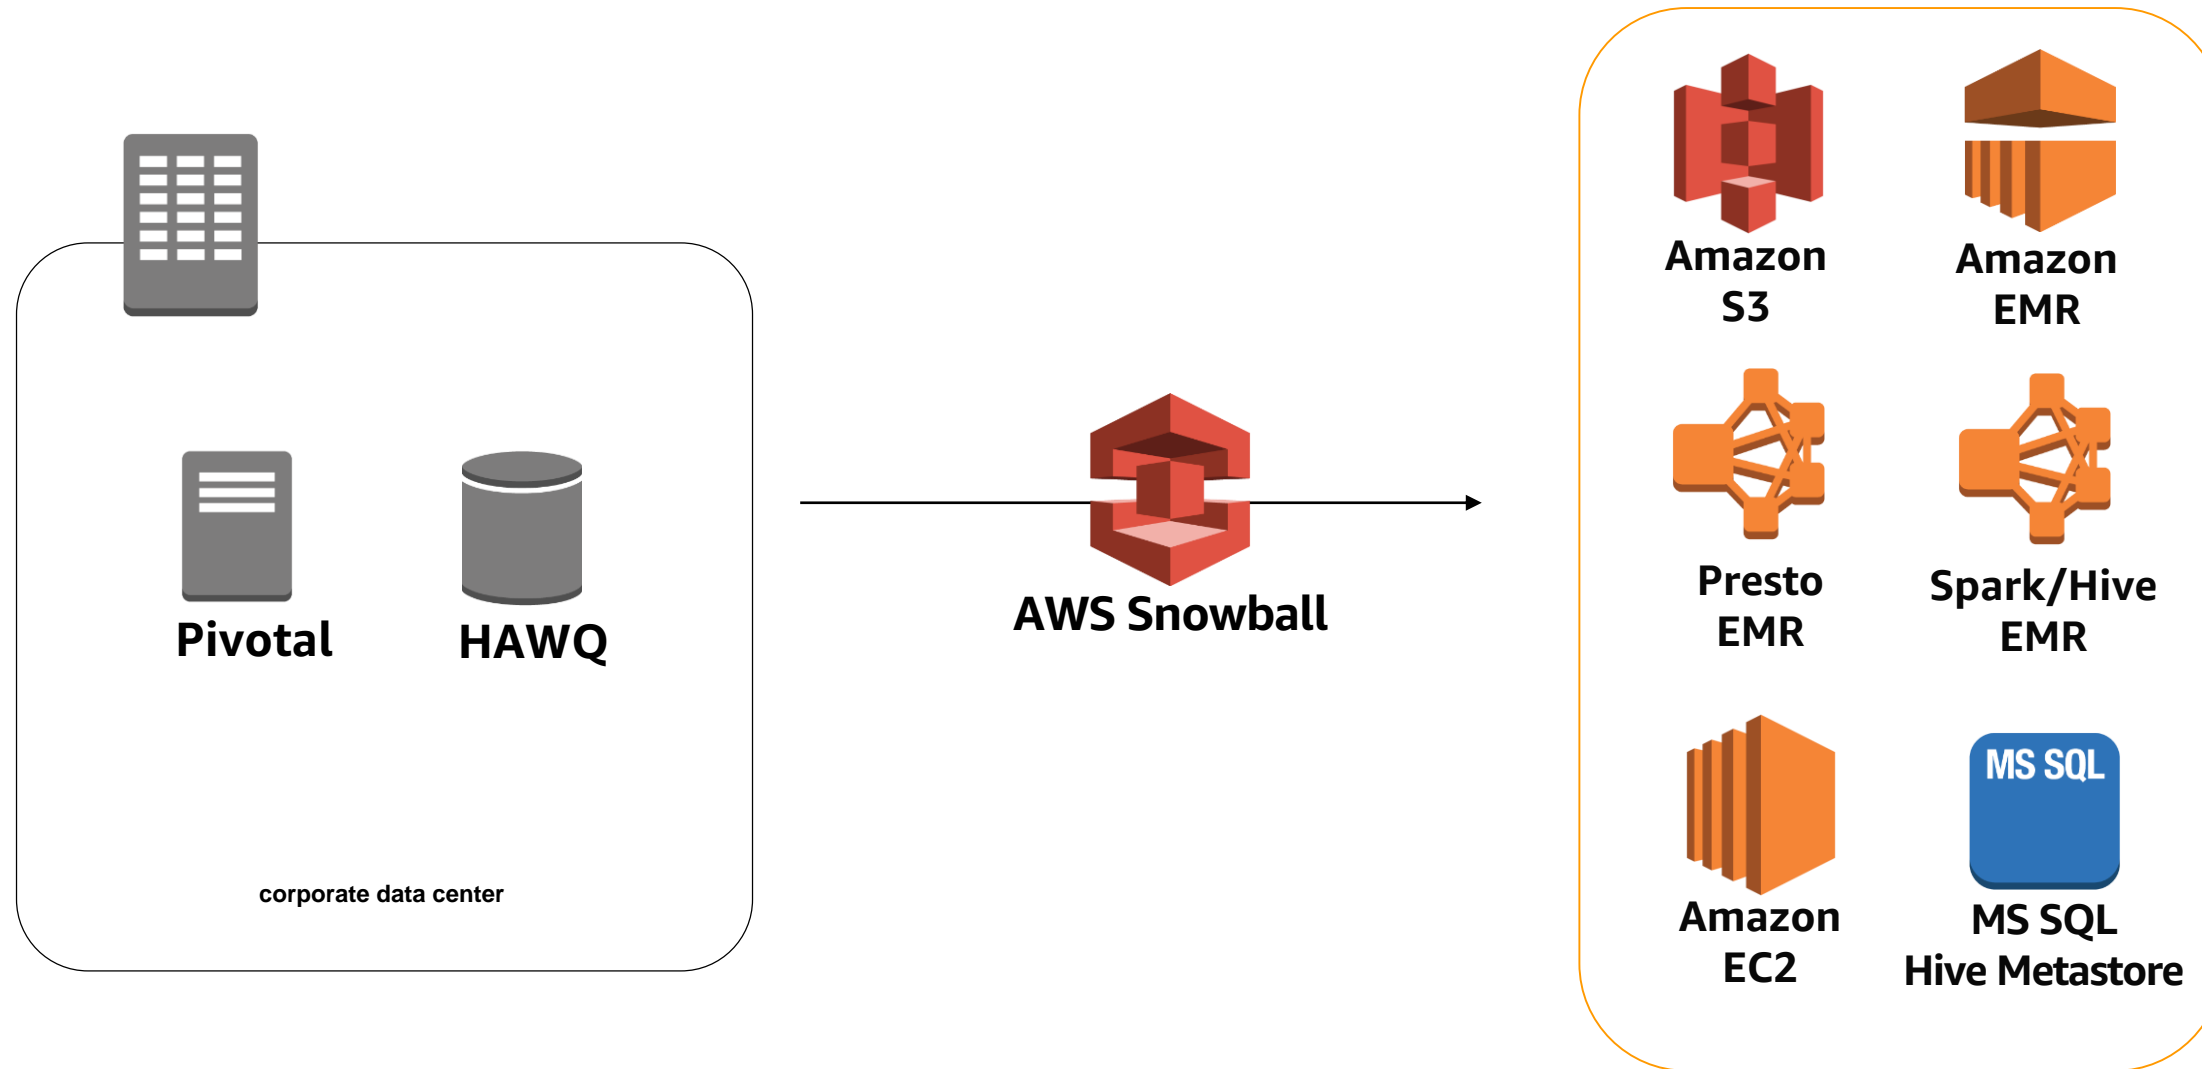 Pivotal
HAWQ
corporate data center
AWS Snowball
Amazon
S3
Amazon
EMR
Presto
EMR
Spark/Hive
EMR
Amazon
EC2
MS SQL
MS SQL
Hive Metastore